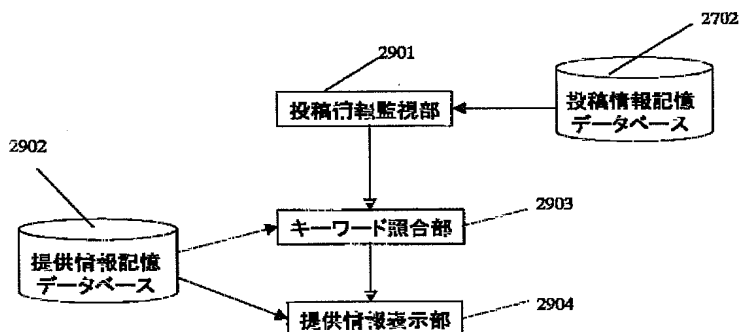 2702
2901
投稿情報監視部
投稿情報記憶
データベース
2902
キーワード照合部
2903
提供情報記憶
データベース
提供情報表示部
2904